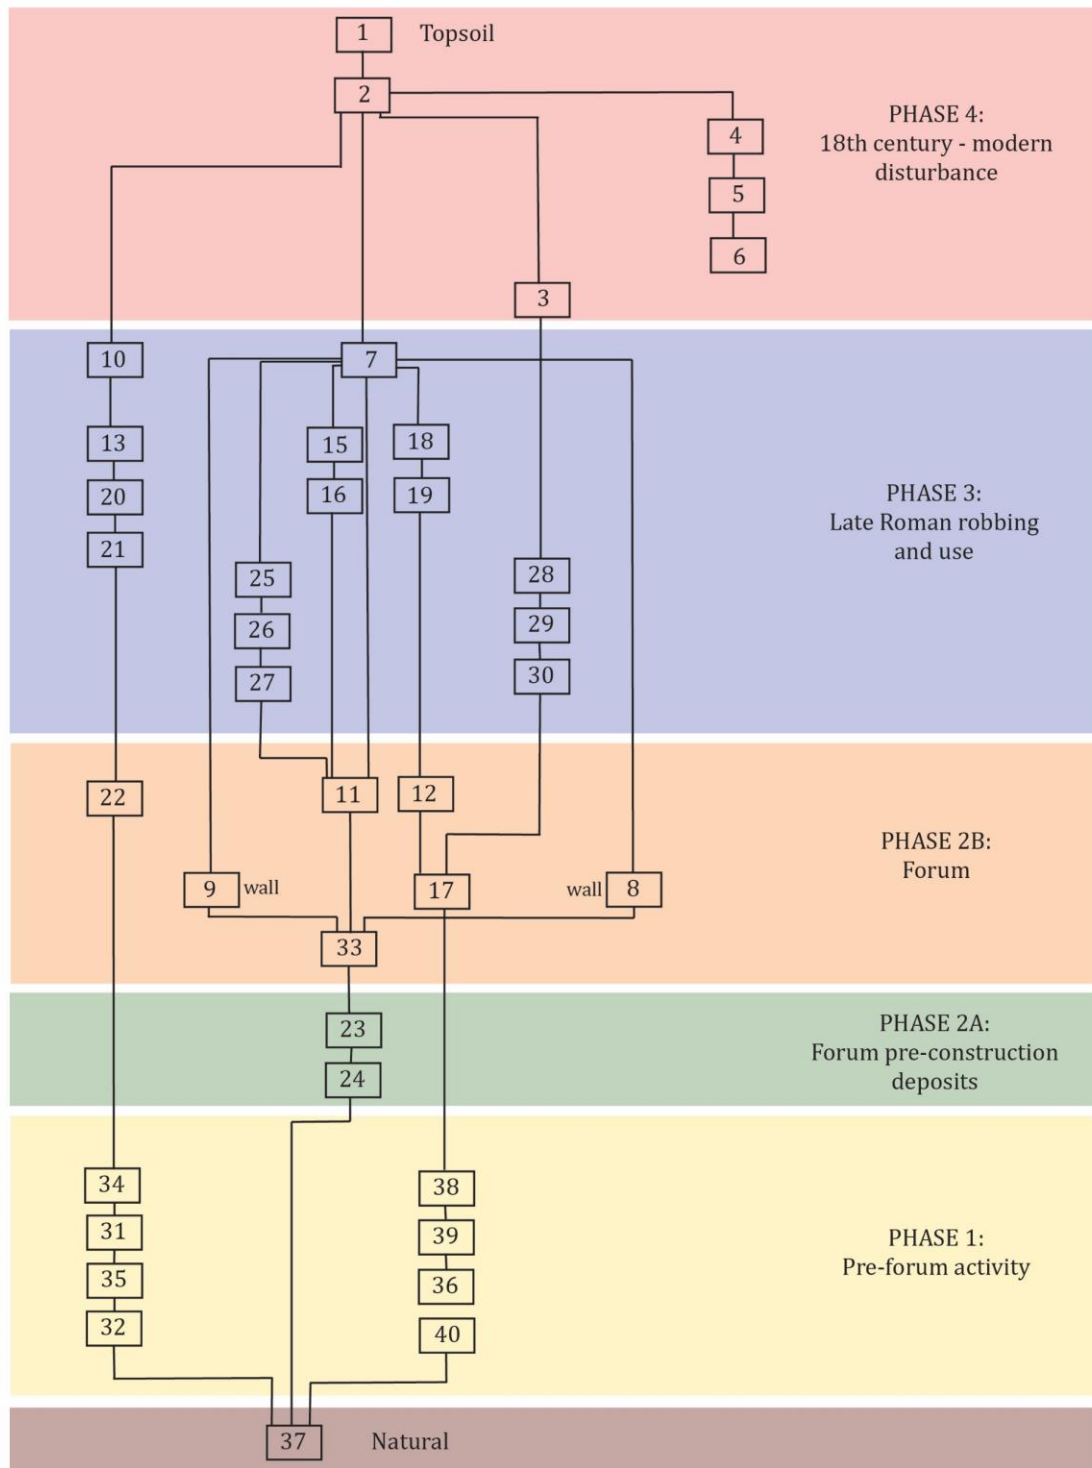 1 Topsoil
2
4
PHASE 4:
18th century - modern
disturbance
5
6
3
10
7
13
15
18
20
16
19
PHASE 3:
Late Roman robbing
and use
21
25
28
26
29
27
30
22
11
12
PHASE 2B:
Forum
9 wall
17
wall 8
33
23
PHASE 2A:
Forum pre-construction
deposits
24
34
38
31
39
PHASE 1:
Pre-forum activity
35
36
32
40
37 Natural